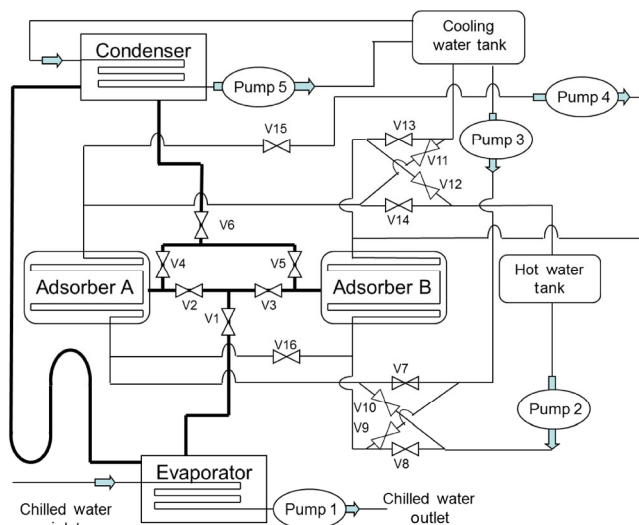 Cooling
water tank
Condenser
Pump 5
Pump 4
V15
V13
Pump 3
V11
V12
V14
V6
V4
V5
Hot water
tank
Adsorber A
Adsorber B
V2
V3
V1
V16
V7
V10
V9
Pump 2
V8
Evaporator
Chilled water
Pump 1
Chilled water
outlet